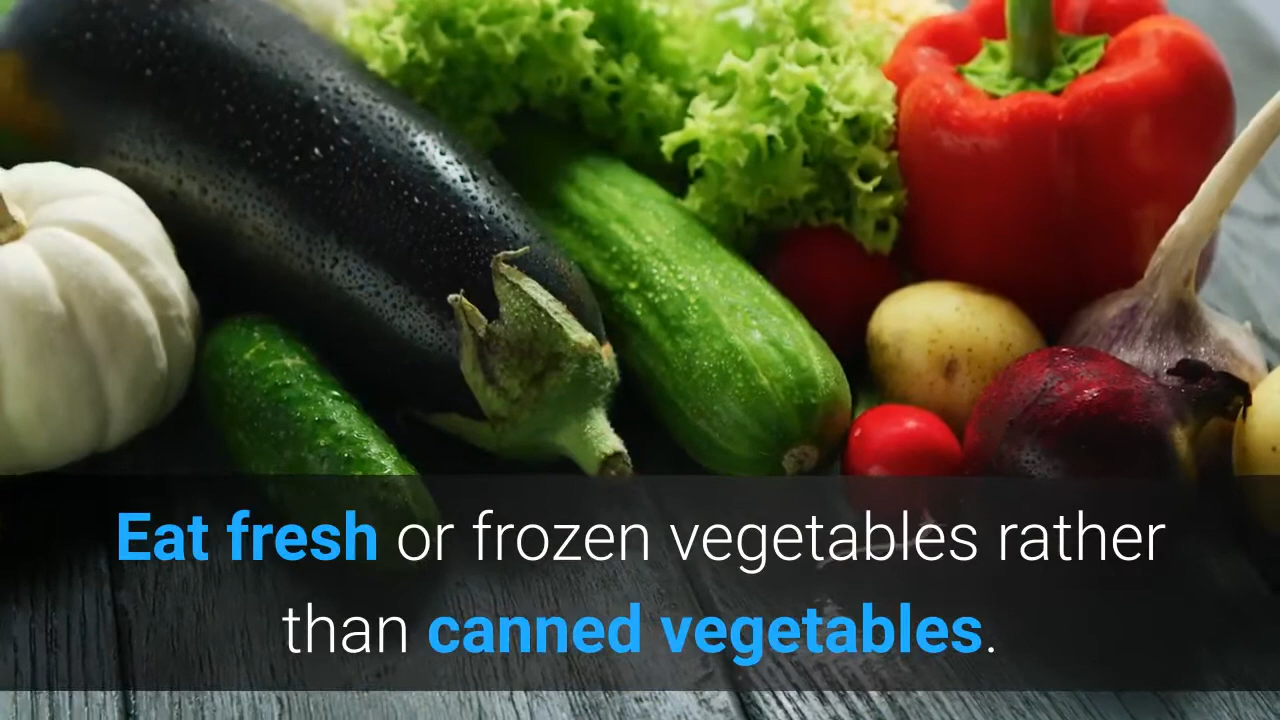 Eat fresh or frozen vegetables rather
than canned vegetables.